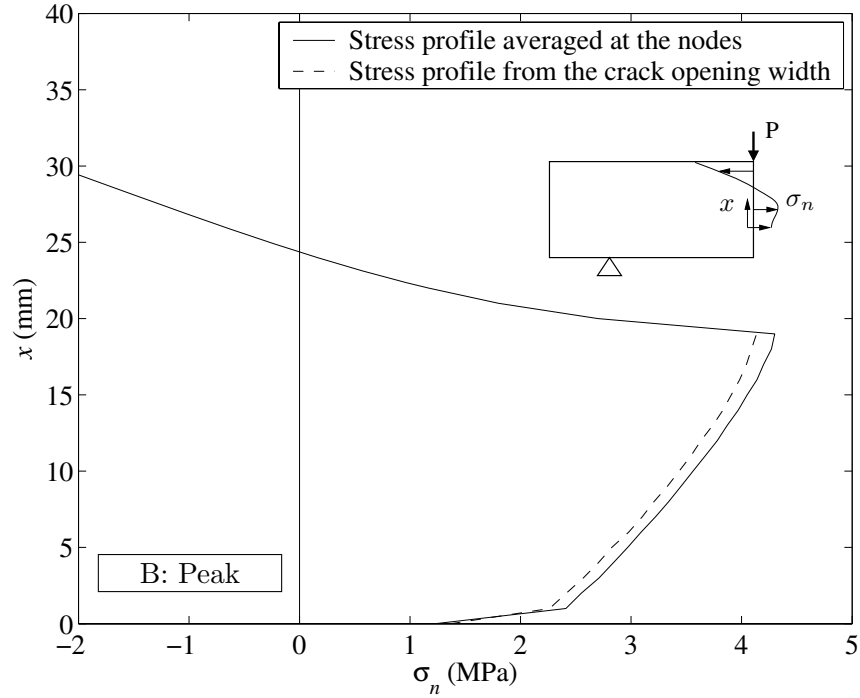 40
35
30
25
20
15
10
5
0
x (mm)
Stress profile averaged at the nodes
Stress profile from the crack opening width
P
x
σn
B: Peak
−2 −1 0 1 2 3 4 5
σn (MPa)